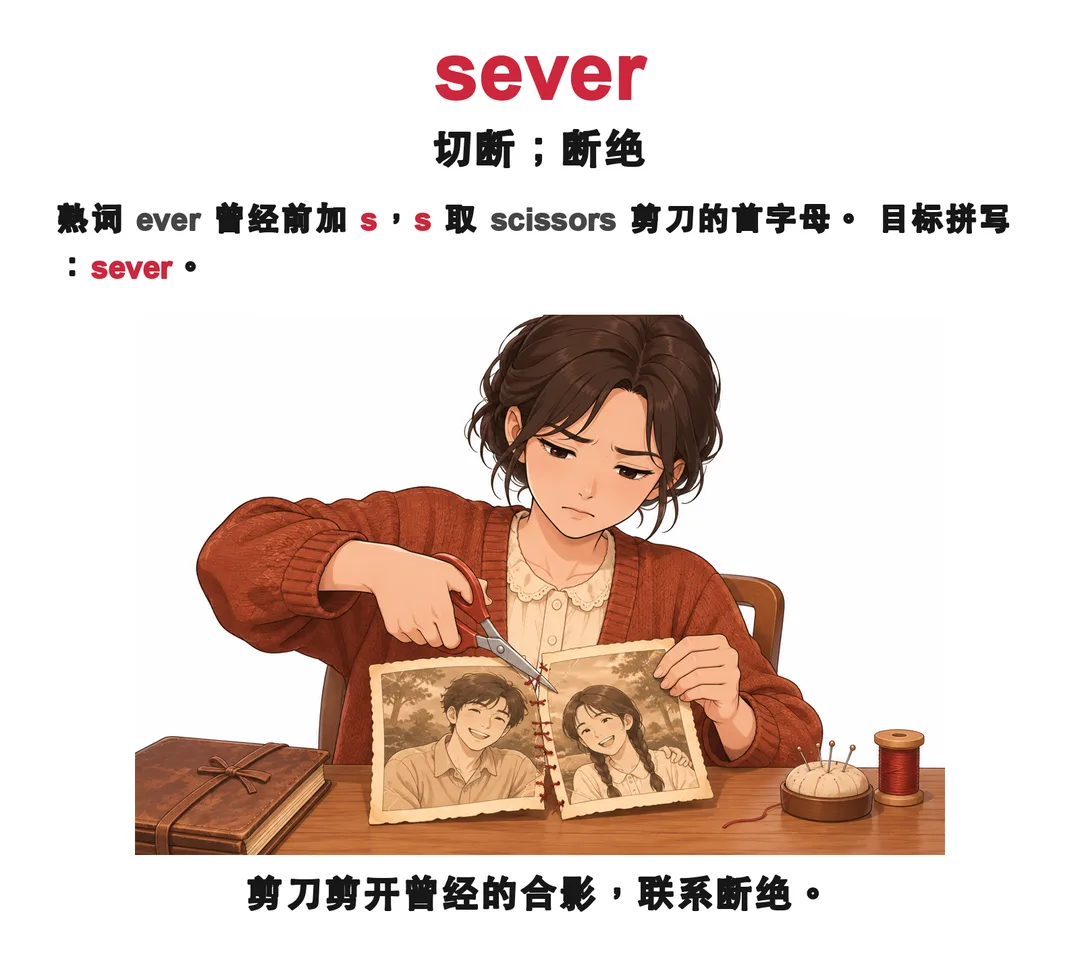 sever
切断；断绝
熟词 ever 曾经前加 s，s 取 scissors 剪刀的首字母。 目标拼写
：sever。
剪刀剪开曾经的合影，联系断绝。